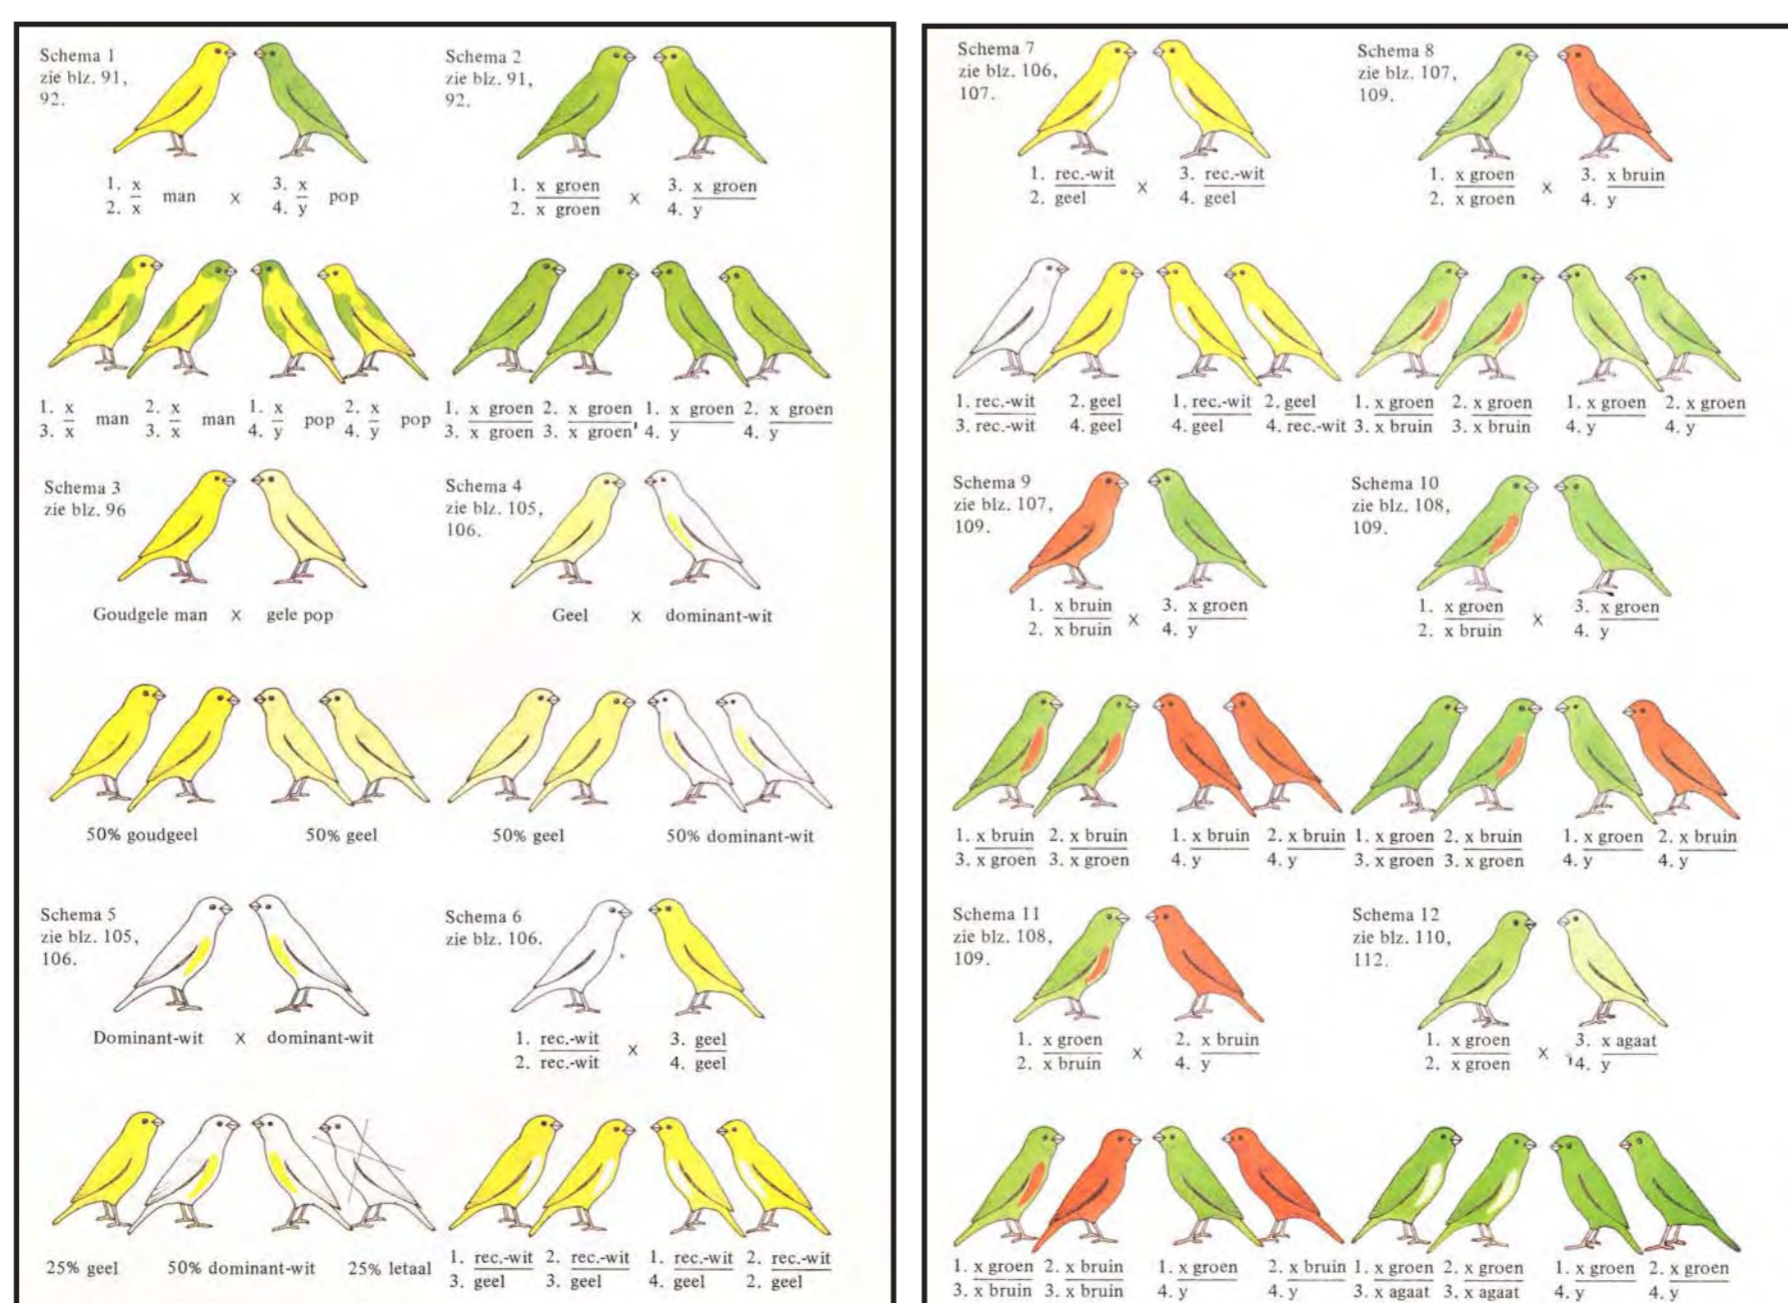 Schema 1
zie blz. 91,
92.
1. x
2. x
man
x
3. x
4. y
pop
1. x
3. x
man
2. x
3. x
man
1. x
4. y
pop
2. x
4. y
pop
Schema 2
zie blz. 91,
92.
1. x groen
2. x groen
x
3. x groen
4. y
1. x groen 2. x groen 1. x groen 2. x groen
3. x groen 3. x groen 4. y 4. y
Schema 3
zie blz. 96
Goudgele man x gele pop
50% goudgeel 50% geel
Schema 4
zie blz. 105,
106.
Geel x dominant-wit
50% geel 50% dominant-wit
Schema 5
zie blz. 105,
106.
Dominant-wit x dominant-wit
25% geel 50% dominant-wit 25% letaal
Schema 6
zie blz. 106.
1. rec.-wit
2. rec.-wit
x
3. geel
4. geel
1. rec.-wit 2. rec.-wit 1. rec.-wit 2. rec.-wit
3. geel 3. geel 4. geel 2. geel
Schema 7
zie blz. 106,
107.
1. rec.-wit
2. geel
x
3. rec.-wit
4. geel
1. rec.-wit 2. geel 1. rec.-wit 2. geel
3. rec.-wit 4. geel 4. geel 4. rec.-wit
Schema 8
zie blz. 107,
109.
1. x groen
2. x groen
x
3. x bruin
4. y
1. x groen 2. x groen 1. x groen 2. x groen
3. x bruin 3. x bruin 4. y 4. y
Schema 9
zie blz. 107,
109.
1. x bruin
2. x bruin
x
3. x groen
4. y
1. x bruin 2. x bruin 1. x bruin 2. x bruin
3. x groen 3. x groen 4. y 4. y
Schema 10
zie blz. 108,
109.
1. x groen
2. x bruin
x
3. x groen
4. y
1. x groen 2. x bruin 1. x groen 2. x bruin
3. x groen 3. x groen 4. y 4. y
Schema 11
zie blz. 108,
109.
1. x groen
2. x bruin
x
2. x bruin
4. y
1. x groen 2. x bruin 1. x groen 2. x bruin
3. x bruin 3. x bruin 4. y 4. y
Schema 12
zie blz. 110,
112.
1. x groen
2. x groen
x
3. x agaat
4. y
1. x groen 2. x groen 1. x groen 2. x groen
3. x agaat 3. x agaat 4. y 4. y